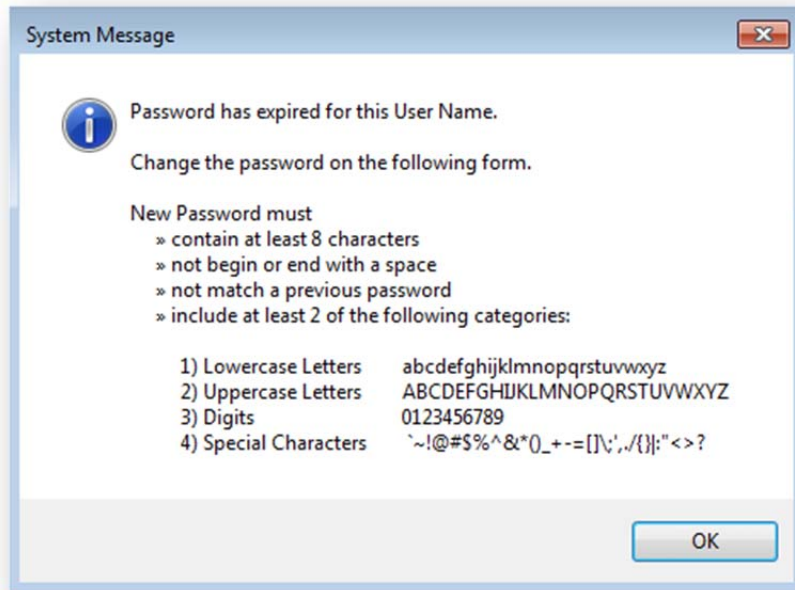 System Message
Password has expired for this User Name.
Change the password on the following form.
New Password must
» contain at least 8 characters
» not begin or end with a space
» not match a previous password
» include at least 2 of the following categories:
1) Lowercase Letters abcdefghijklmnopqrstuvwxyz
2) Uppercase Letters ABCDEFGHIJKLMNOPQRSTUVWXYZ
3) Digits 0123456789
4) Special Characters `~!@#$%^&*()_+-=[]\;',./{}|:"<>?
OK